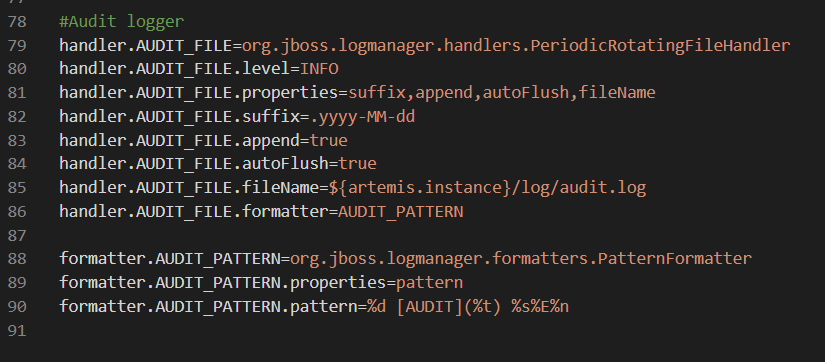 78 #Audit logger
79 handler.AUDIT_FILE=org.jboss.logmanager.handlers.PeriodicRotatingFileHandler
80 handler.AUDIT_FILE.level=INFO
81 handler.AUDIT_FILE.properties=suffix,append,autoFlush,fileName
82 handler.AUDIT_FILE.suffix=.yyyy-MM-dd
83 handler.AUDIT_FILE.append=true
84 handler.AUDIT_FILE.autoFlush=true
85 handler.AUDIT_FILE.fileName=${artemis.instance}/log/audit.log
86 handler.AUDIT_FILE.formatter=AUDIT_PATTERN
87
88 formatter.AUDIT_PATTERN=org.jboss.logmanager.formatters.PatternFormatter
89 formatter.AUDIT_PATTERN.properties=pattern
90 formatter.AUDIT_PATTERN.pattern=%d [AUDIT](%t) %s%E%n
91